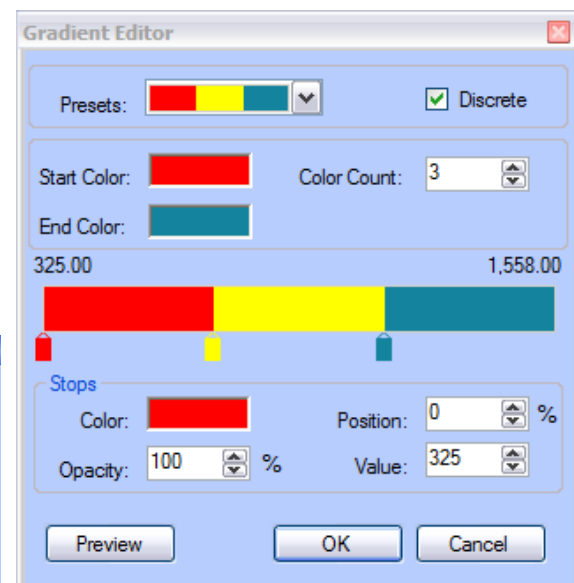 Gradient Editor
Presets: Discrete
Start Color: Color Count: 3
End Color:
325.00 1,558.00
Stops
Color: Position: 0 %
Opacity: 100 % Value: 325
Preview OK Cancel